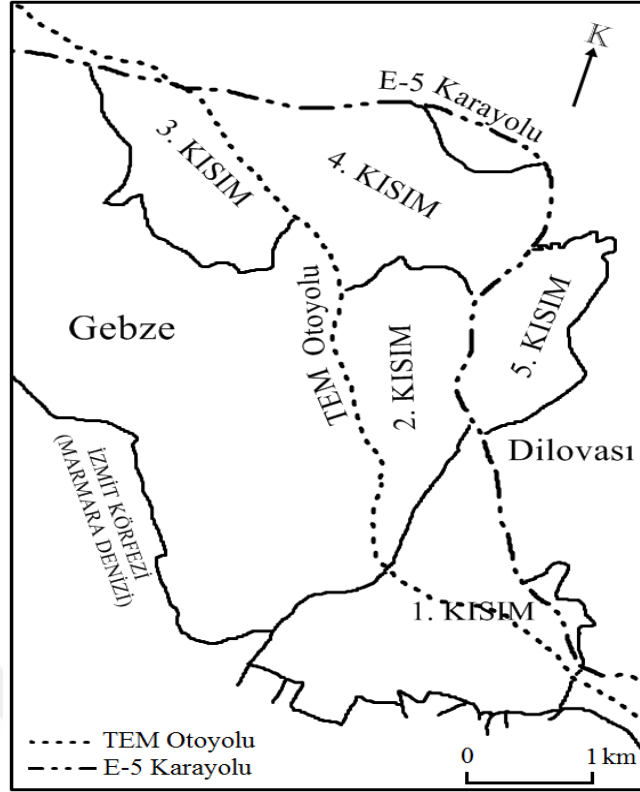 K
E-5 Karayolu
3. KISIM
4. KISIM
TEM Otoyolu
5. KISIM
Gebze
2. KISIM
Dilovası
İZMİT KÖRFEZİ
(MARMARA DENİZİ)
1. KISIM
TEM Otoyolu
E-5 Karayolu
0 1 km